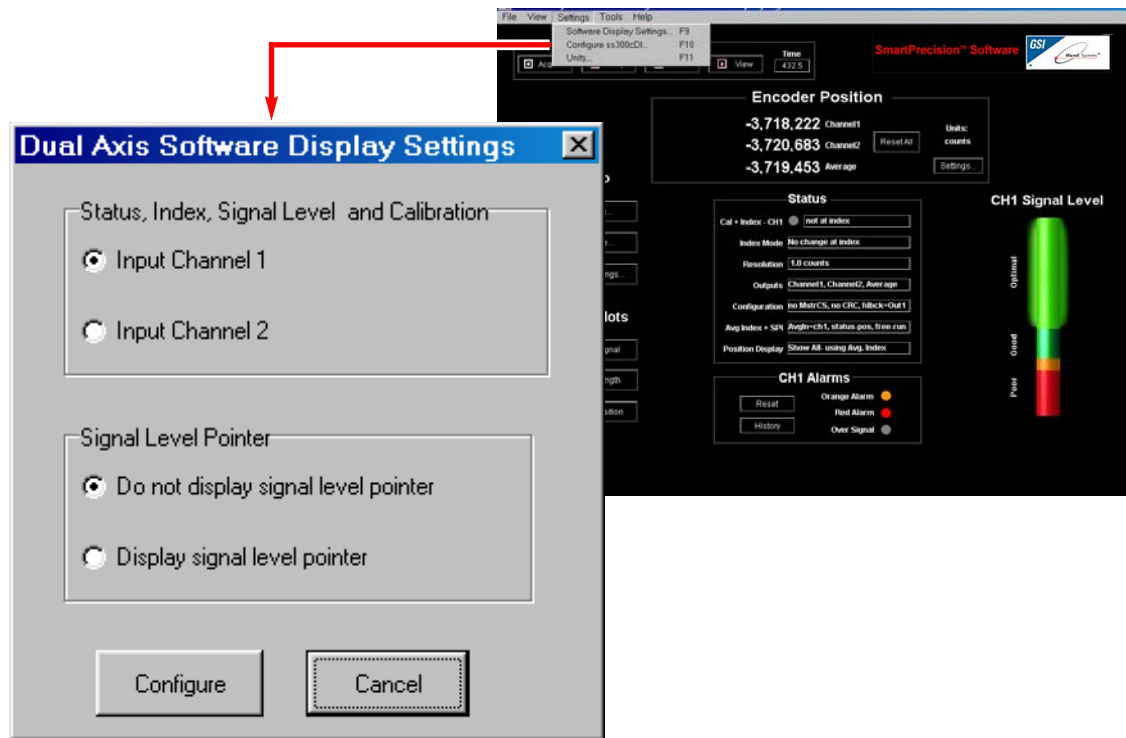 File View Settings Tools Help
Software Display Settings... F9
Configure ss300cDI... F10
Units... F11
View
Time
432.5
SmartPrecision™ Software
GSI
Encoder Position
-3,718,222 Channel1
-3,720,683 Channel2
-3,719,453 Average
Reset All
Units:
counts
Settings...
Status
Cal + Index - CH1 not at index
Index Mode No change at index
Resolution 1.0 counts
Outputs Channel1, Channel2, Average
Configuration no MstrCS, no CRC, fdbck=Out1
Avg Index + SPI AvgIn=ch1, status-pos, free-run
Position Display Show All- using Avg. Index
CH1 Alarms
Reset
History
Orange Alarm
Red Alarm
Over Signal
CH1 Signal Level
Optimal
Good
Poor
Dual Axis Software Display Settings
Status, Index, Signal Level and Calibration
Input Channel 1
Input Channel 2
Signal Level Pointer
Do not display signal level pointer
Display signal level pointer
Configure
Cancel